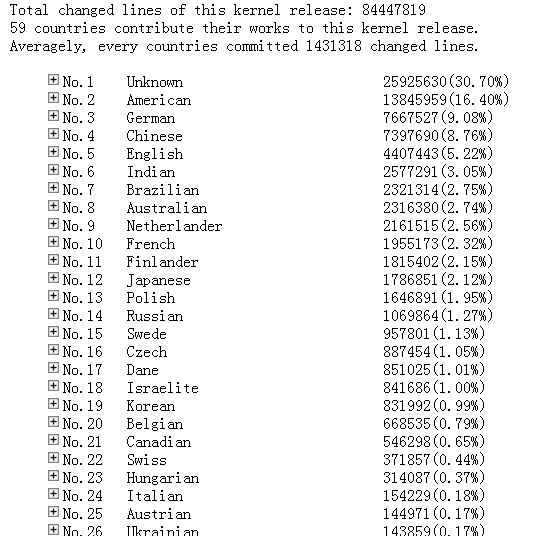 Total changed lines of this kernel release: 84447819
59 countries contribute their works to this kernel release.
Averagely, every countries committed 1431318 changed lines.
No.1 Unknown 25925630(30.70%)
No.2 American 13845959(16.40%)
No.3 German 7667527(9.08%)
No.4 Chinese 7397690(8.76%)
No.5 English 4407443(5.22%)
No.6 Indian 2577291(3.05%)
No.7 Brazilian 2321314(2.75%)
No.8 Australian 2316380(2.74%)
No.9 Netherlander 2161515(2.56%)
No.10 French 1955173(2.32%)
No.11 Finlander 1815402(2.15%)
No.12 Japanese 1786851(2.12%)
No.13 Polish 1646891(1.95%)
No.14 Russian 1069864(1.27%)
No.15 Swede 957801(1.13%)
No.16 Czech 887454(1.05%)
No.17 Dane 851025(1.01%)
No.18 Israelite 841686(1.00%)
No.19 Korean 831992(0.99%)
No.20 Belgian 668535(0.79%)
No.21 Canadian 546298(0.65%)
No.22 Swiss 371857(0.44%)
No.23 Hungarian 314087(0.37%)
No.24 Italian 154229(0.18%)
No.25 Austrian 144971(0.17%)
No.26 Ukrainian 143859(0.17%)